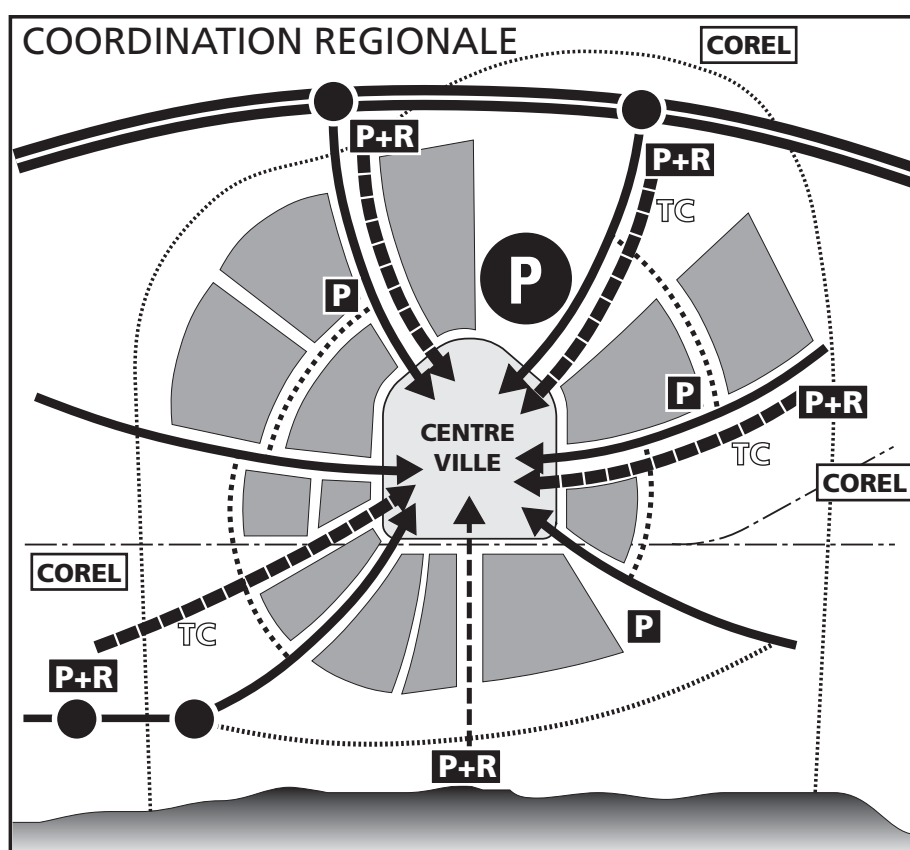 COORDINATION REGIONALE
COREL
P+R
P+R
TC
P
P
P
P+R
CENTRE
VILLE
TC
COREL
COREL
TC
P
P+R
P+R